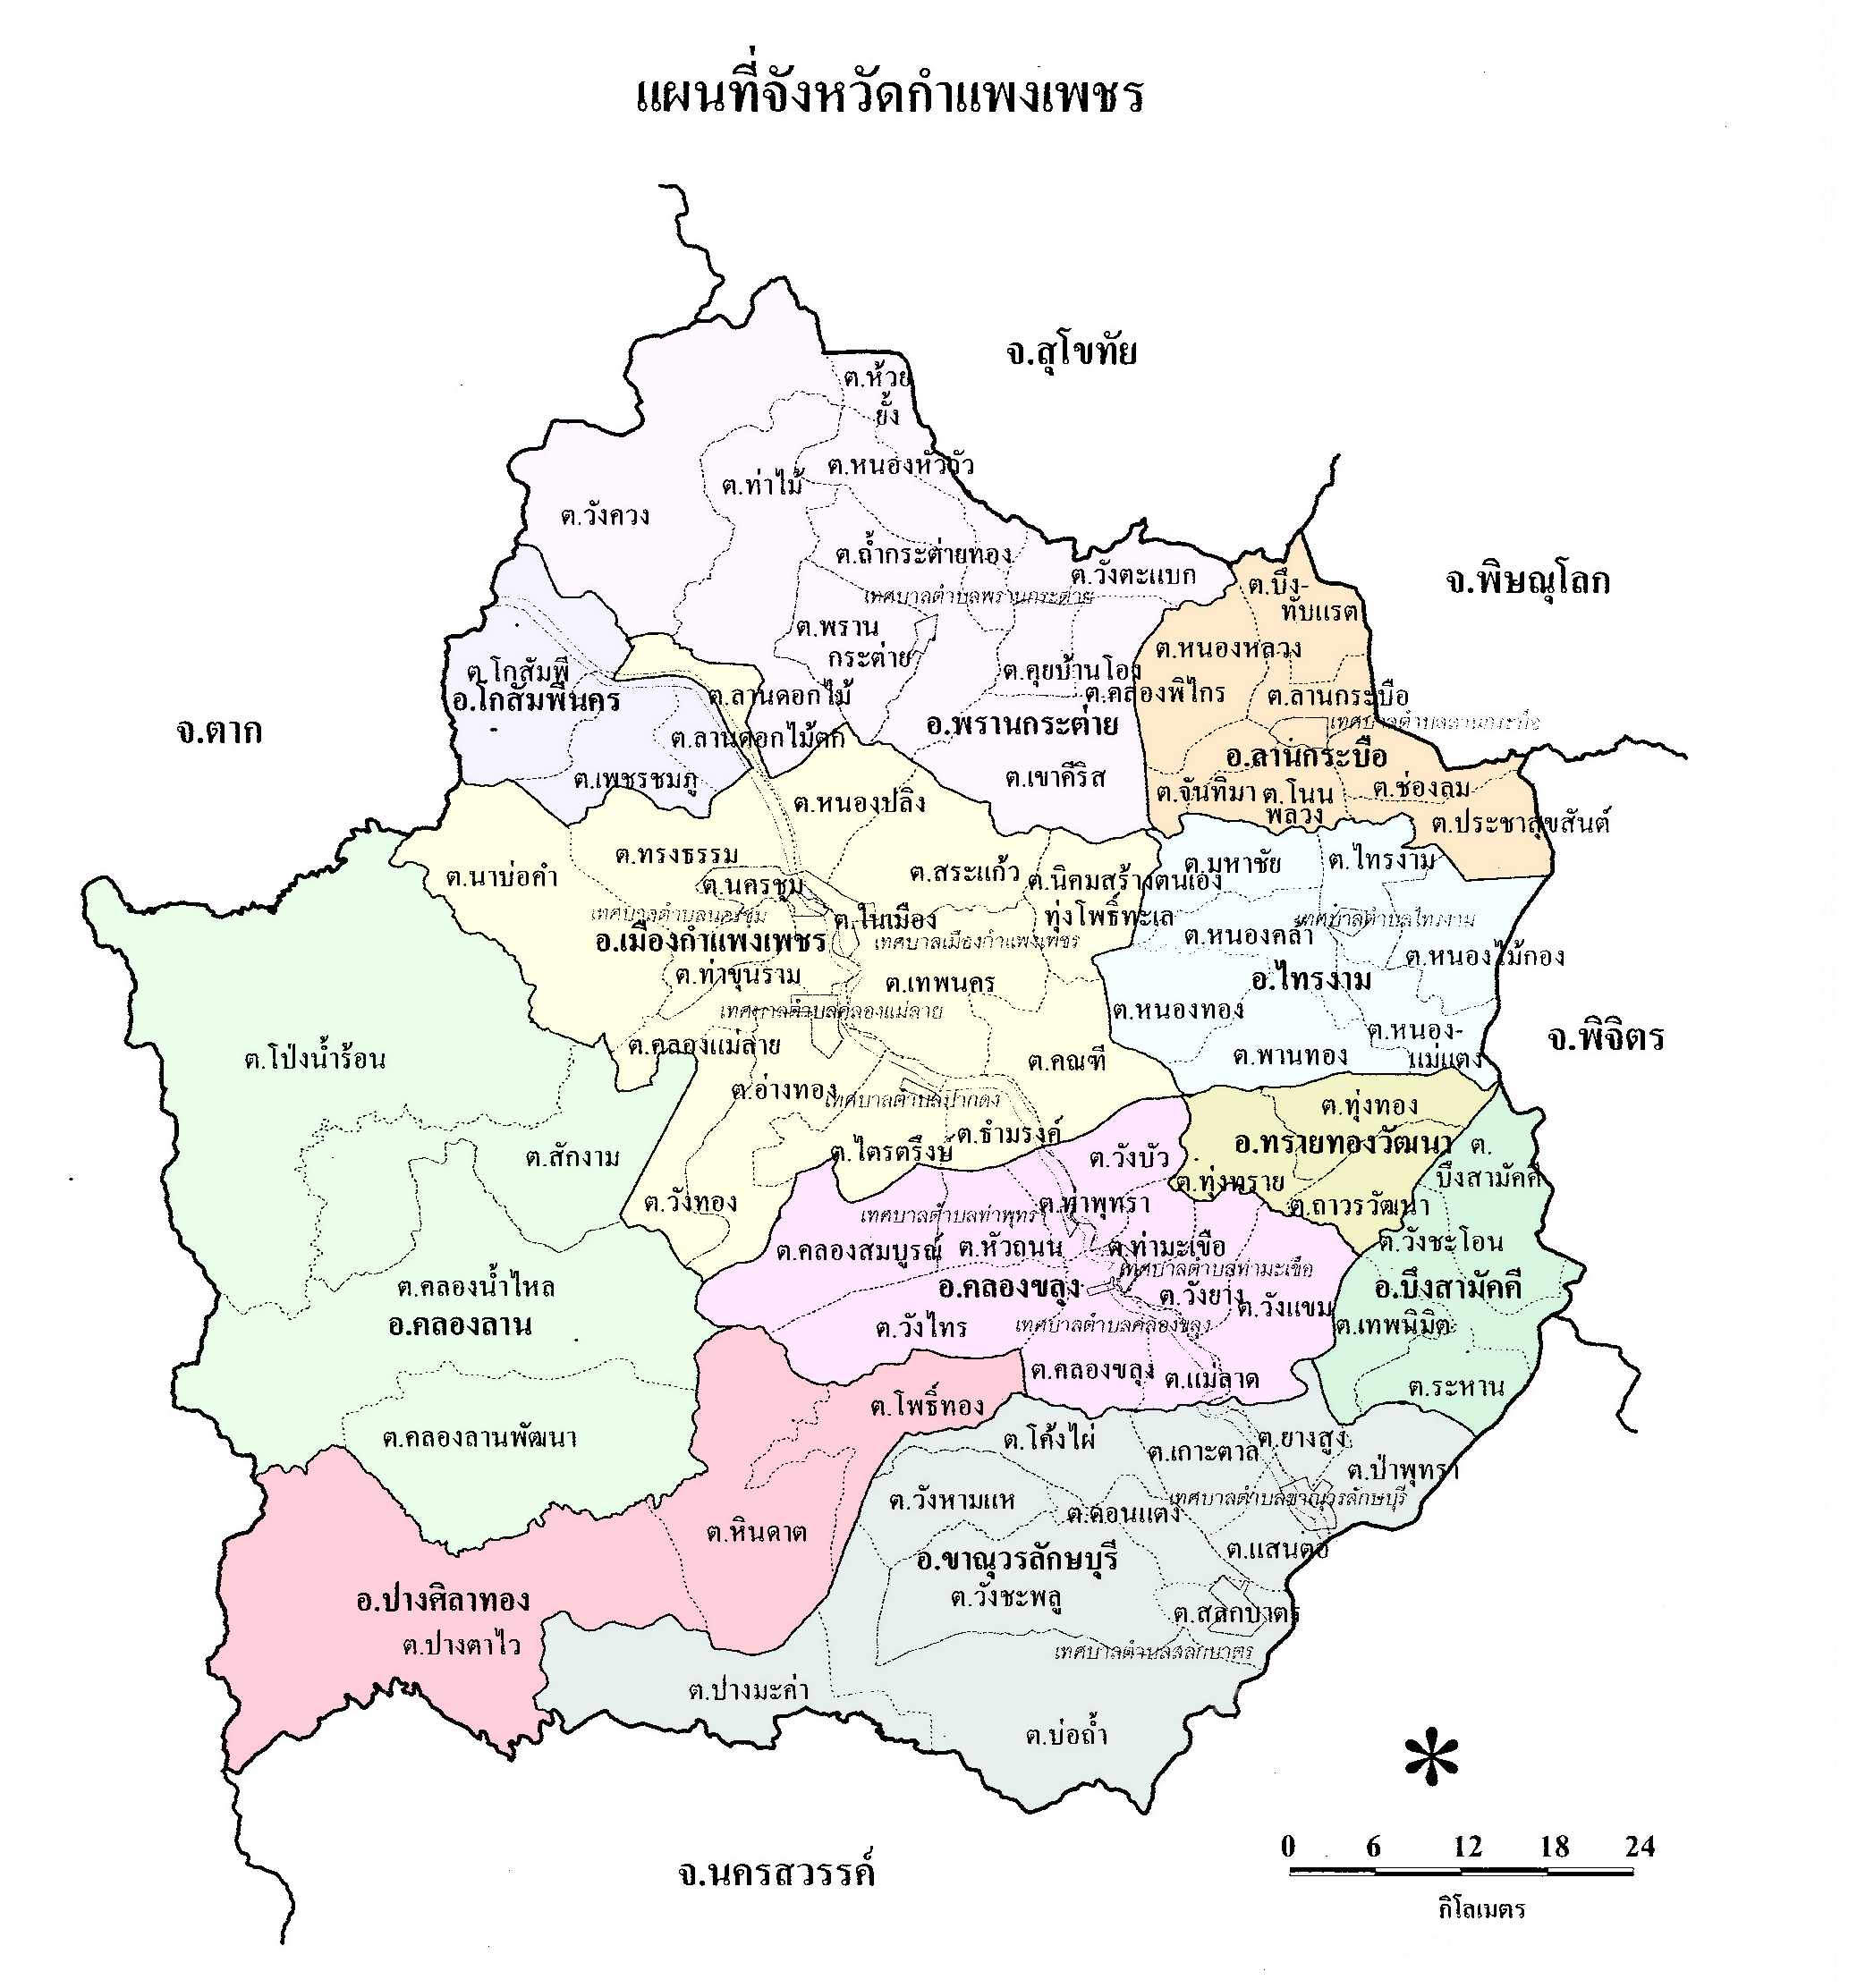 แผนที่จังหวัดกำแพงเพชร
จ.สุโขทัย
ต.ห้วย
ยั้ง
ต.หนองหัววัว
ต.ท่าไม้
ต.วังควง
ต.ถ้ำกระต่ายทอง
ต.วังตะแบก
เทศบาลตำบลพรานกระต่าย
จ.พิษณุโลก
ต.บึง-
ทับแรต
ต.พราน
กระต่าย
ต.หนองหลวง
ต.โกสัมพี
อ.โกสัมพีนคร
ต.คุยบ้านโอง
ต.คลองพิไกร
ต.ลานกระบือ
ต.ลานดอกไม้
เทศบาลตำบลลานกระบือ
จ.ตาก
อ.พรานกระต่าย
ต.ลานดอกไม้ตก
อ.ลานกระบือ
ต.เพชรชมภู
ต.เขาคีริส
ต.จันทิมา ต.โนน
พลวง
ต.ช่องลม
ต.หนองปลิง
ต.ประชาสุขสันต์
ต.ทรงธรรม
ต.มหาชัย
ต.ไทรงาม
ต.นาบ่อคำ
ต.นครชุม
ต.สระแก้ว
ต.นิคมสร้างตนเอง
เทศบาลตำบลนครชุม
ต.ในเมือง
ทุ่งโพธิ์ทะเล
เทศบาลตำบลไทรงาม
อ.เมืองกำแพงเพชร
เทศบาลเมืองกำแพงเพชร
ต.หนองคล้า
ต.หนองไม้กอง
ต.ท่าขุนราม
ต.เทพนคร
อ.ไทรงาม
เทศบาลตำบลคลองแม่ลาย
ต.หนองทอง
ต.หนอง-
แม่แตง
จ.พิจิตร
ต.คลองแม่ลาย
ต.โป่งน้ำร้อน
ต.คณฑี
ต.พานทอง
ต.อ่างทอง
เทศบาลตำบลปากดง
ต.ทุ่งทอง
ต.ธำมรงค์
อ.ทรายทองวัฒนา
ต.
บึงสามัคคี
ต.ไตรตรึงษ์
ต.สักงาม
ต.วังบัว
ต.ทุ่งทราย
ต.วังทอง
ต.ท่าพุทรา
ต.ถาวรวัฒนา
เทศบาลตำบลท่าพุทรา
ต.คลองสมบูรณ์
ต.หัวถนน
ต.ท่ามะเขือ
ต.วังชะโอน
เทศบาลตำบลท่ามะเขือ
ต.คลองน้ำไหล
อ.คลองขลุง
ต.วังยาง
ต.วังแขม
อ.บึงสามัคคี
อ.คลองลาน
ต.วังไทร
เทศบาลตำบลคลองขลุง
ต.เทพนิมิต
ต.คลองขลุง
ต.แม่ลาด
ต.ระหาน
ต.โพธิ์ทอง
ต.คลองลานพัฒนา
ต.โค้งไผ่
ต.เกาะตาล
ต.ยางสูง
ต.ป่าพุทรา
ต.วังหามแห
เทศบาลตำบลขาณุวรลักษบุรี
ต.ดอนแตง
ต.หินดาต
ต.แสนตอ
อ.ขาณุวรลักษบุรี
ต.วังชะพลู
อ.ปางศิลาทอง
ต.สลกบาตร
ต.ปางตาไว
เทศบาลตำบลสลกบาตร
ต.ปางมะค่า
ต.บ่อถ้ำ
จ.นครสวรรค์
0 6 12 18 24
กิโลเมตร